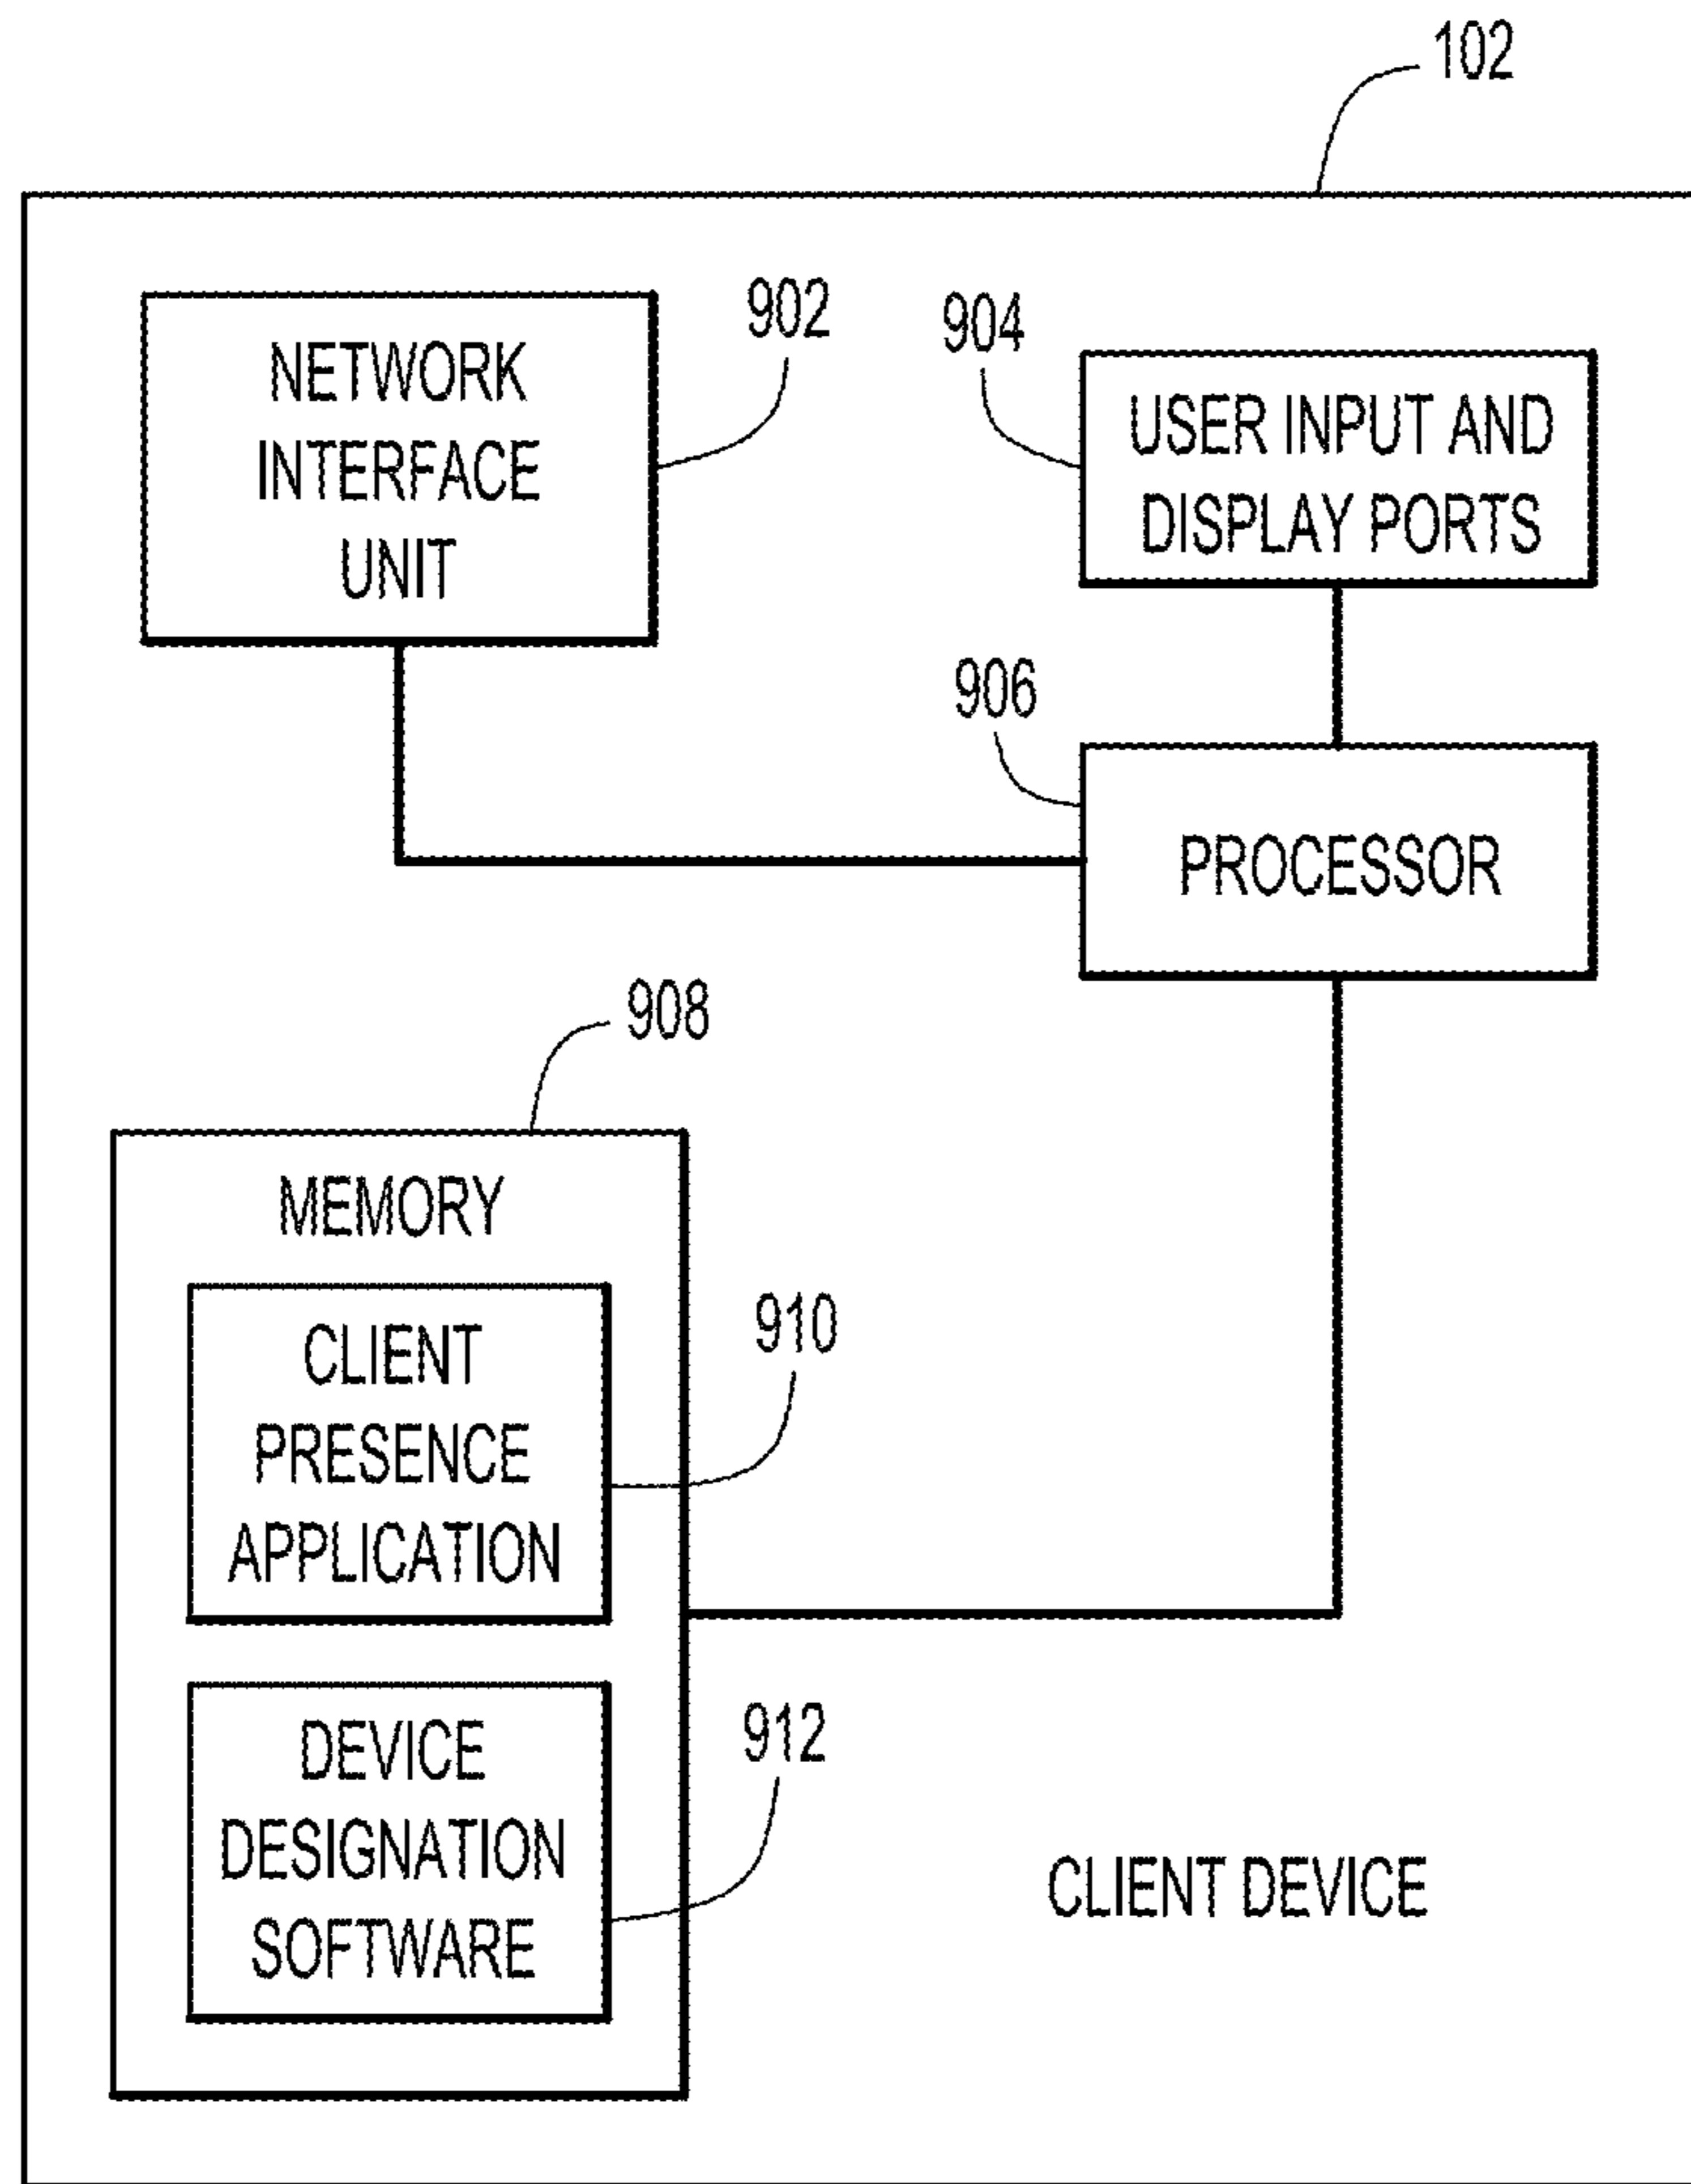 102
902
904
NETWORK
INTERFACE
UNIT
USER INPUT AND
DISPLAY PORTS
906
PROCESSOR
908
MEMORY
CLIENT
PRESENCE
APPLICATION
910
DEVICE
DESIGNATION
SOFTWARE
912
CLIENT DEVICE